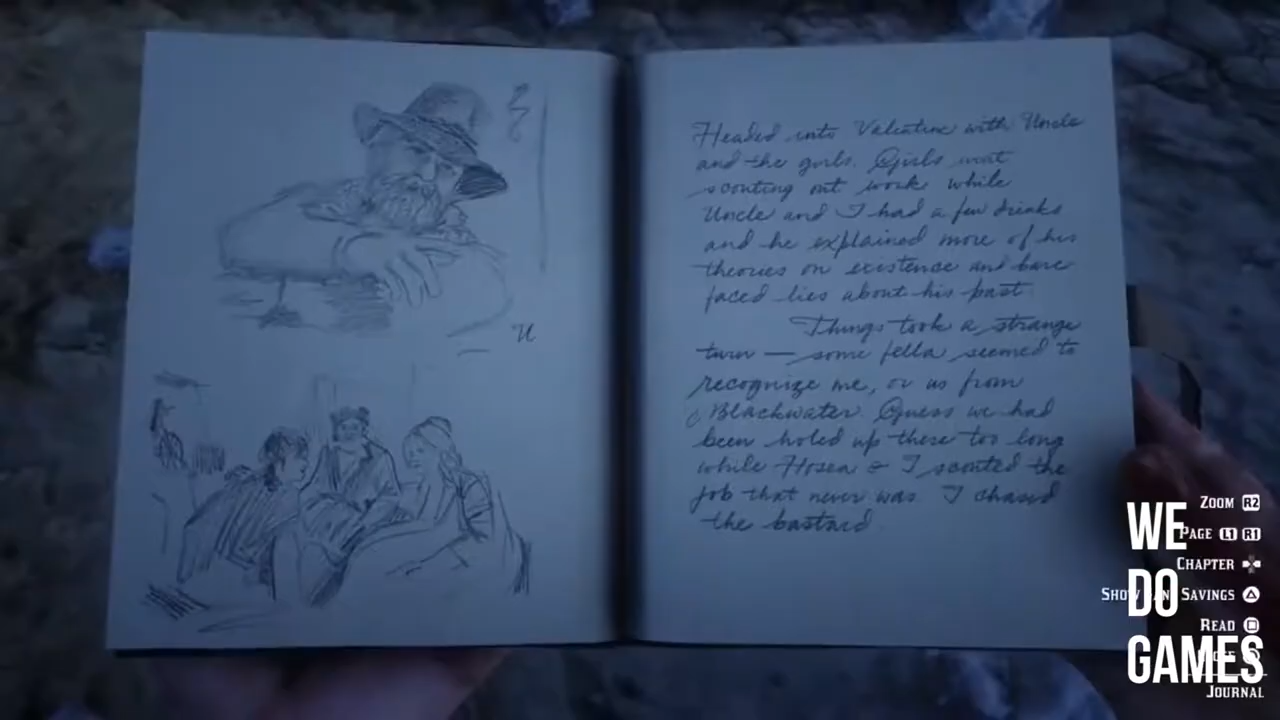 Headed into Valentine with Uncle
and the girls. Girls went
scouting out work while
Uncle and I had a few drinks
and he explained more of his
theories on existence and bare
faced lies about his past.
Things took a strange
turn — some fella seemed to
recognize me, or us from
Blackwater. Guess we had
been holed up there too long
while Hosea & I scouted the
job that never was. I chased
the bastard
U
ZOOM R2
PAGE L1 R1
CHAPTER
SAVINGS
READ
JOURNAL
WE
DO
GAMES